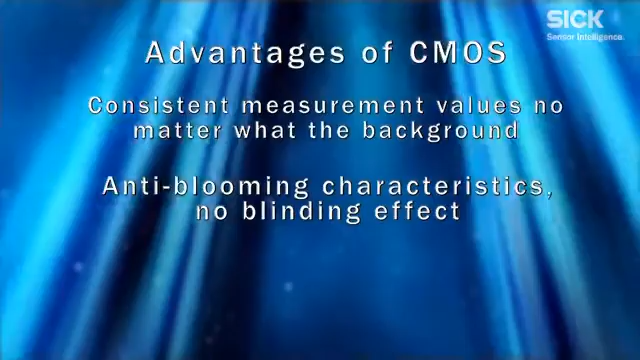 SICK
Sensor Intelligence.
Advantages of CMOS
Consistent measurement values no
matter what the background
Anti-blooming characteristics,
no blinding effect